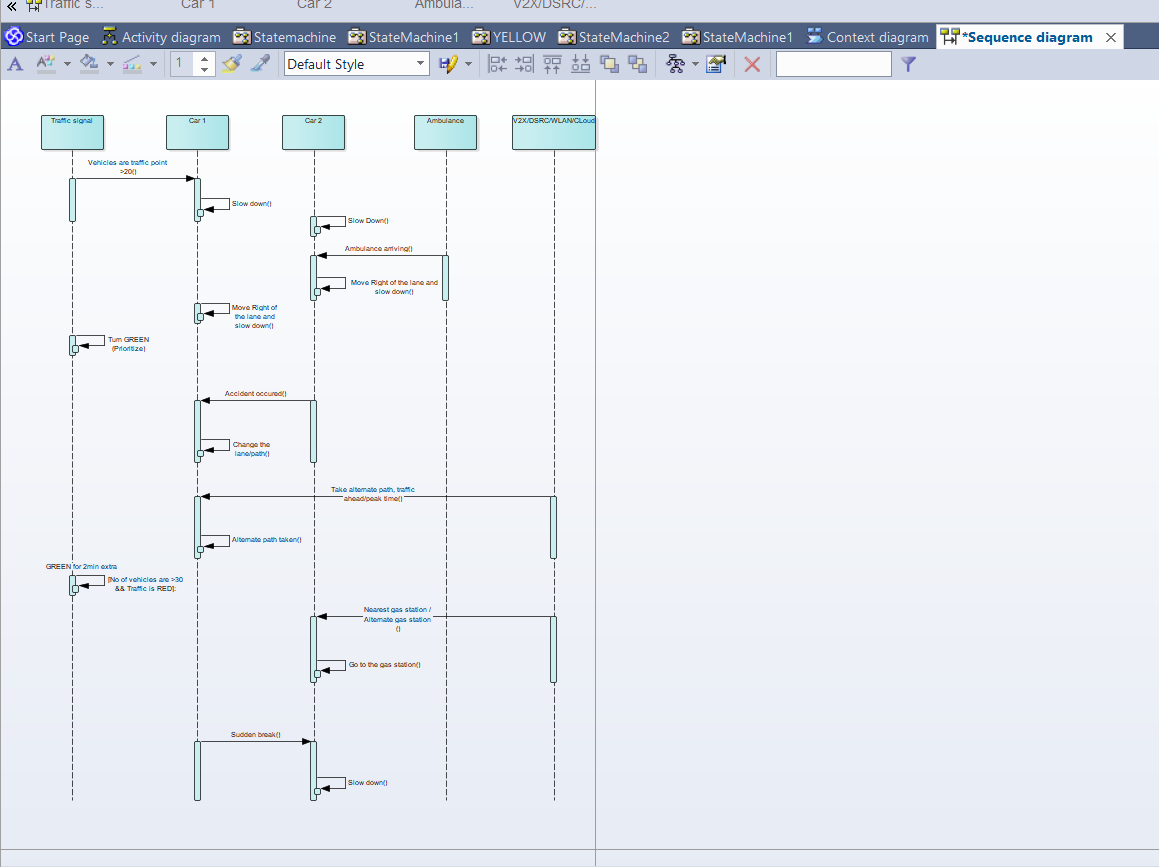 Traffic s...
Car 1
Car 2
Ambula...
V2X/DSRC/...
Start Page
Activity diagram
Statemachine
StateMachine1
YELLOW
StateMachine2
StateMachine1
Context diagram
*Sequence diagram
1
Default Style
Traffic signal
Car 1
Car 2
Ambulance
V2X/DSRC/WLAN/CLoud
Vehicles are traffic point
>20()
Slow down()
Slow Down()
Ambulance arriving()
Move Right of the lane and
slow down()
Move Right of
the lane and
slow down()
Turn GREEN
(Prioritize)
Accident occured()
Change the
lane/path()
Take alternate path, traffic
ahead/peak time()
Alternate path taken()
GREEN for 2min extra
[No of vehicles are >30
&& Traffic is RED]:
Nearest gas station /
Alternate gas station
()
Go to the gas station()
Sudden break()
Slow down()